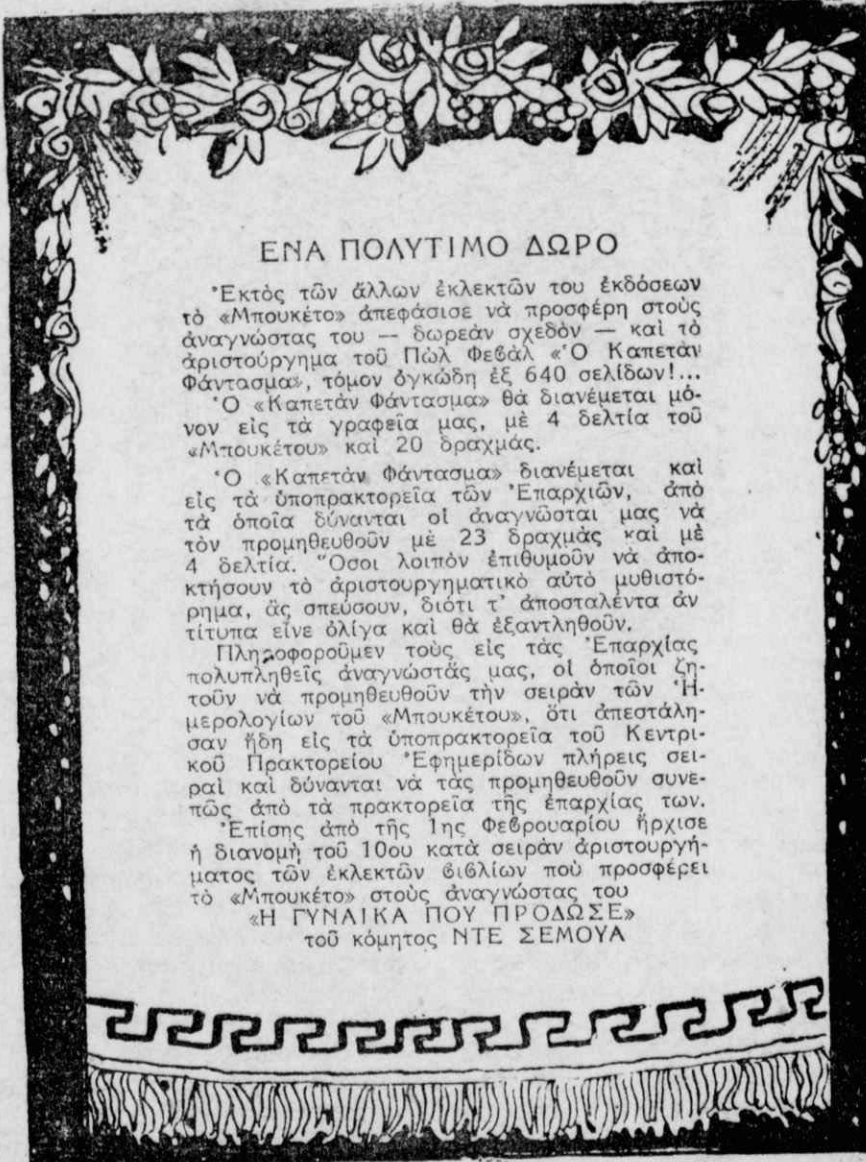 ΕΝΑ ΠΟΛΥΤΙΜΟ ΔΩΡΟ
Ἐκτὸς τῶν ἄλλων ἐκλεκτῶν του ἐκδόσεων
τὸ «Μπουκέτο» ἀπεφάσισε νὰ προσφέρη στοὺς
ἀναγνώστας του — δωρεὰν σχεδὸν — καὶ τὸ
ἀριστούργημα τοῦ Πὼλ Φεβὰλ «Ὁ Καπετὰν
Φάντασμα», τόμον ὀγκώδη ἐξ 640 σελίδων!...
Ὁ «Καπετὰν Φάντασμα» θὰ διανέμεται μό-
νον εἰς τὰ γραφεῖα μας, μὲ 4 δελτία τοῦ
«Μπουκέτου» καὶ 20 δραχμάς.
Ὁ «Καπετὰν Φάντασμα» διανέμεται καὶ
εἰς τὰ ὑποπρακτορεῖα τῶν Ἐπαρχιῶν, ἀπὸ
τὰ ὁποῖα δύνανται οἱ ἀναγνῶσται μας νὰ
τὸν προμηθευθοῦν μὲ 23 δραχμὰς καὶ μὲ
4 δελτία. Ὅσοι λοιπὸν ἐπιθυμοῦν νὰ ἀπο-
κτήσουν τὸ ἀριστουργηματικὸ αὐτὸ μυθιστό-
ρημα, ἂς σπεύσουν, διότι τ' ἀποσταλέντα ἀν
τίτυπα εἶνε ὀλίγα καὶ θὰ ἐξαντληθοῦν.
Πληροφοροῦμεν τοὺς εἰς τὰς Ἐπαρχίας
πολυπληθεῖς ἀναγνώστας μας, οἱ ὁποῖοι ζη-
τοῦν νὰ προμηθευθοῦν τὴν σειρὰν τῶν Ἡ-
μερολογίων τοῦ «Μπουκέτου», ὅτι ἀπεστάλη-
σαν ἤδη εἰς τὰ ὑποπρακτορεῖα τοῦ Κεντρι-
κοῦ Πρακτορείου Ἐφημερίδων πλήρεις σει-
ραὶ καὶ δύνανται νὰ τὰς προμηθευθοῦν συνε-
πῶς ἀπὸ τὰ πρακτορεῖα τῆς ἐπαρχίας των.
Ἐπίσης ἀπὸ τῆς 1ης Φεβρουαρίου ἤρχισε
ἡ διανομὴ τοῦ 10ου κατὰ σειρὰν ἀριστουργή-
ματος τῶν ἐκλεκτῶν βιβλίων ποὺ προσφέρει
τὸ «Μπουκέτο» στοὺς ἀναγνώστας του
«Η ΓΥΝΑΙΚΑ ΠΟΥ ΠΡΟΔΩΣΕ»
τοῦ κόμητος ΝΤΕ ΣΕΜΟΥΑ